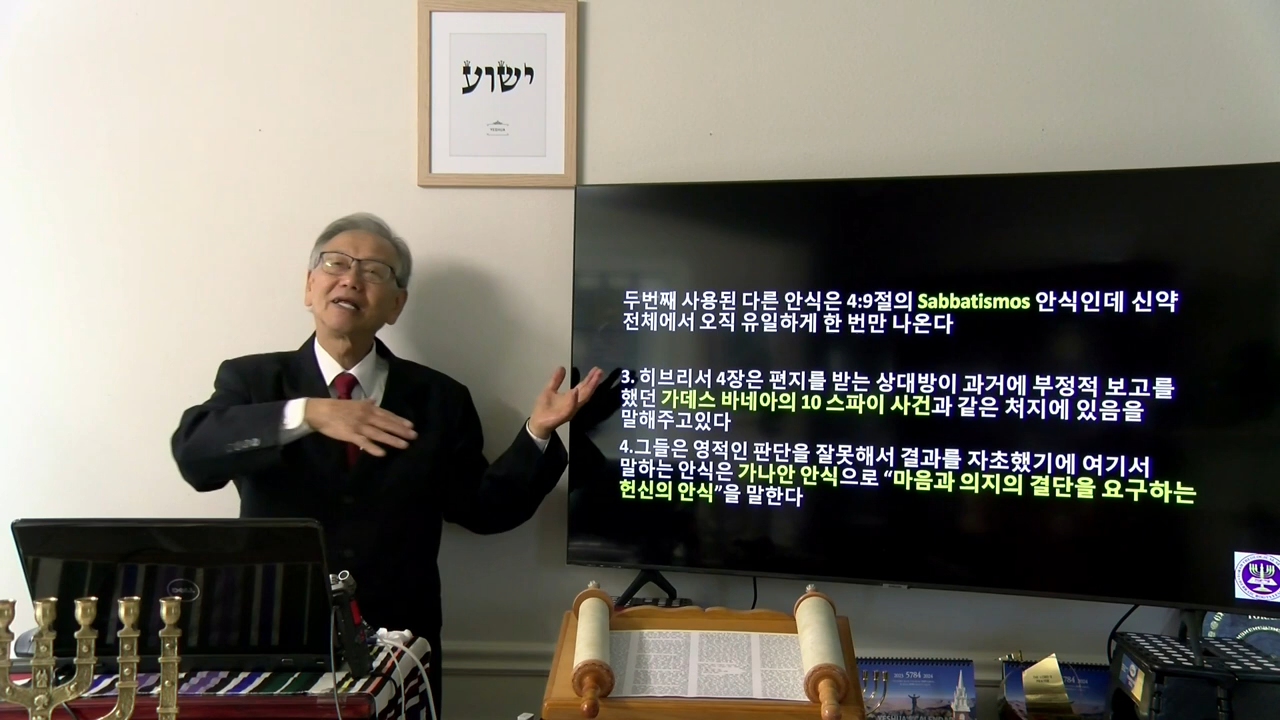 ישוע
YESHUA
두번째 사용된 다른 안식은 4:9절의 Sabbatismos 안식인데 신약
전체에서 오직 유일하게 한 번만 나온다
3. 히브리서 4장은 편지를 받는 상대방이 과거에 부정적 보고를
했던 가데스 바네아의 10 스파이 사건과 같은 처지에 있음을
말해주고있다
4.그들은 영적인 판단을 잘못해서 결과를 자초했기에 여기서
말하는 안식은 가나안 안식으로 “마음과 의지의 결단을 요구하는
헌신의 안식”을 말한다
DELL
2023 5784 2024
5784 2024